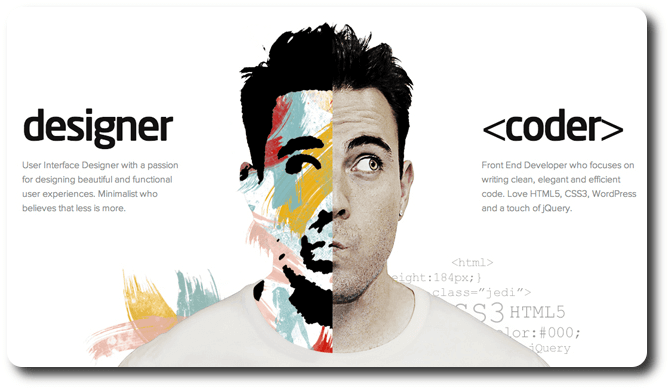 designer
User Interface Designer with a passion
for designing beautiful and functional
user experiences. Minimalist who
believes that less is more.
<coder>
Front End Developer who focuses on
writing clean, elegant and efficient
code. Love HTML5, CSS3, WordPress
and a touch of jQuery.
<html>
eight:184px;}
class="jedi">
SS3 HTML5
olor:#000;
jQuery